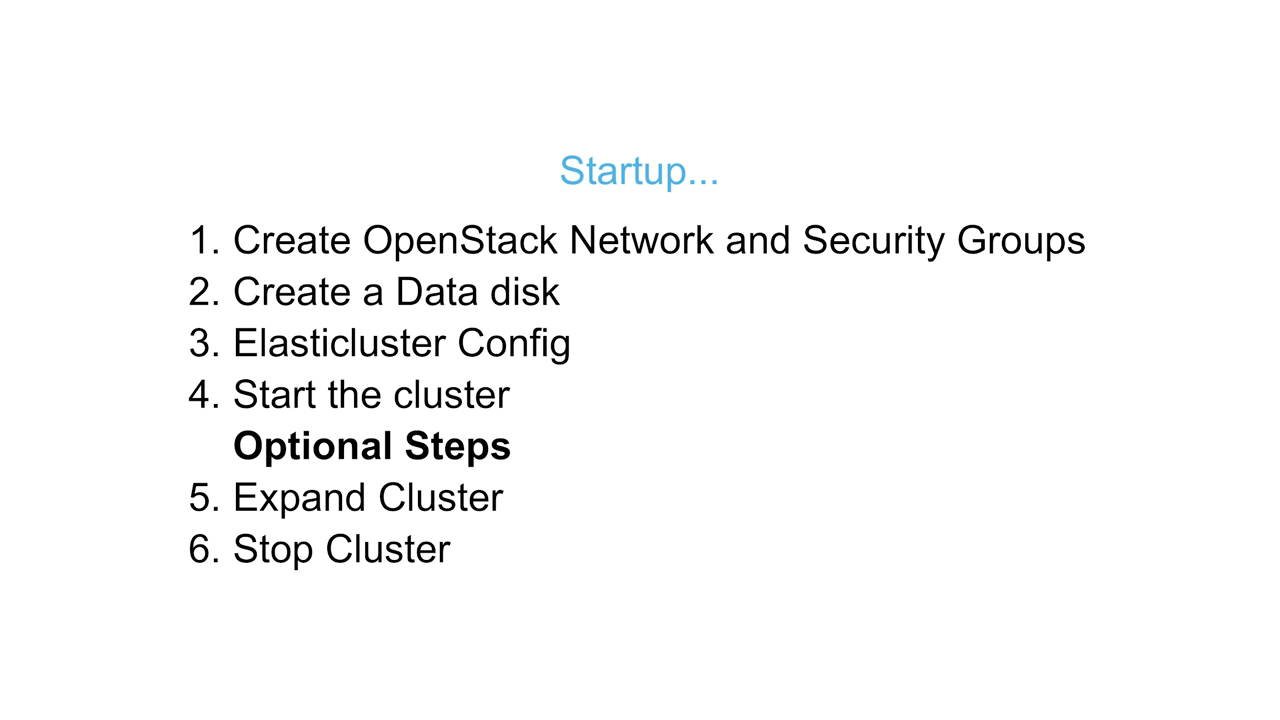 Startup...
1. Create OpenStack Network and Security Groups
2. Create a Data disk
3. Elasticluster Config
4. Start the cluster
Optional Steps
5. Expand Cluster
6. Stop Cluster